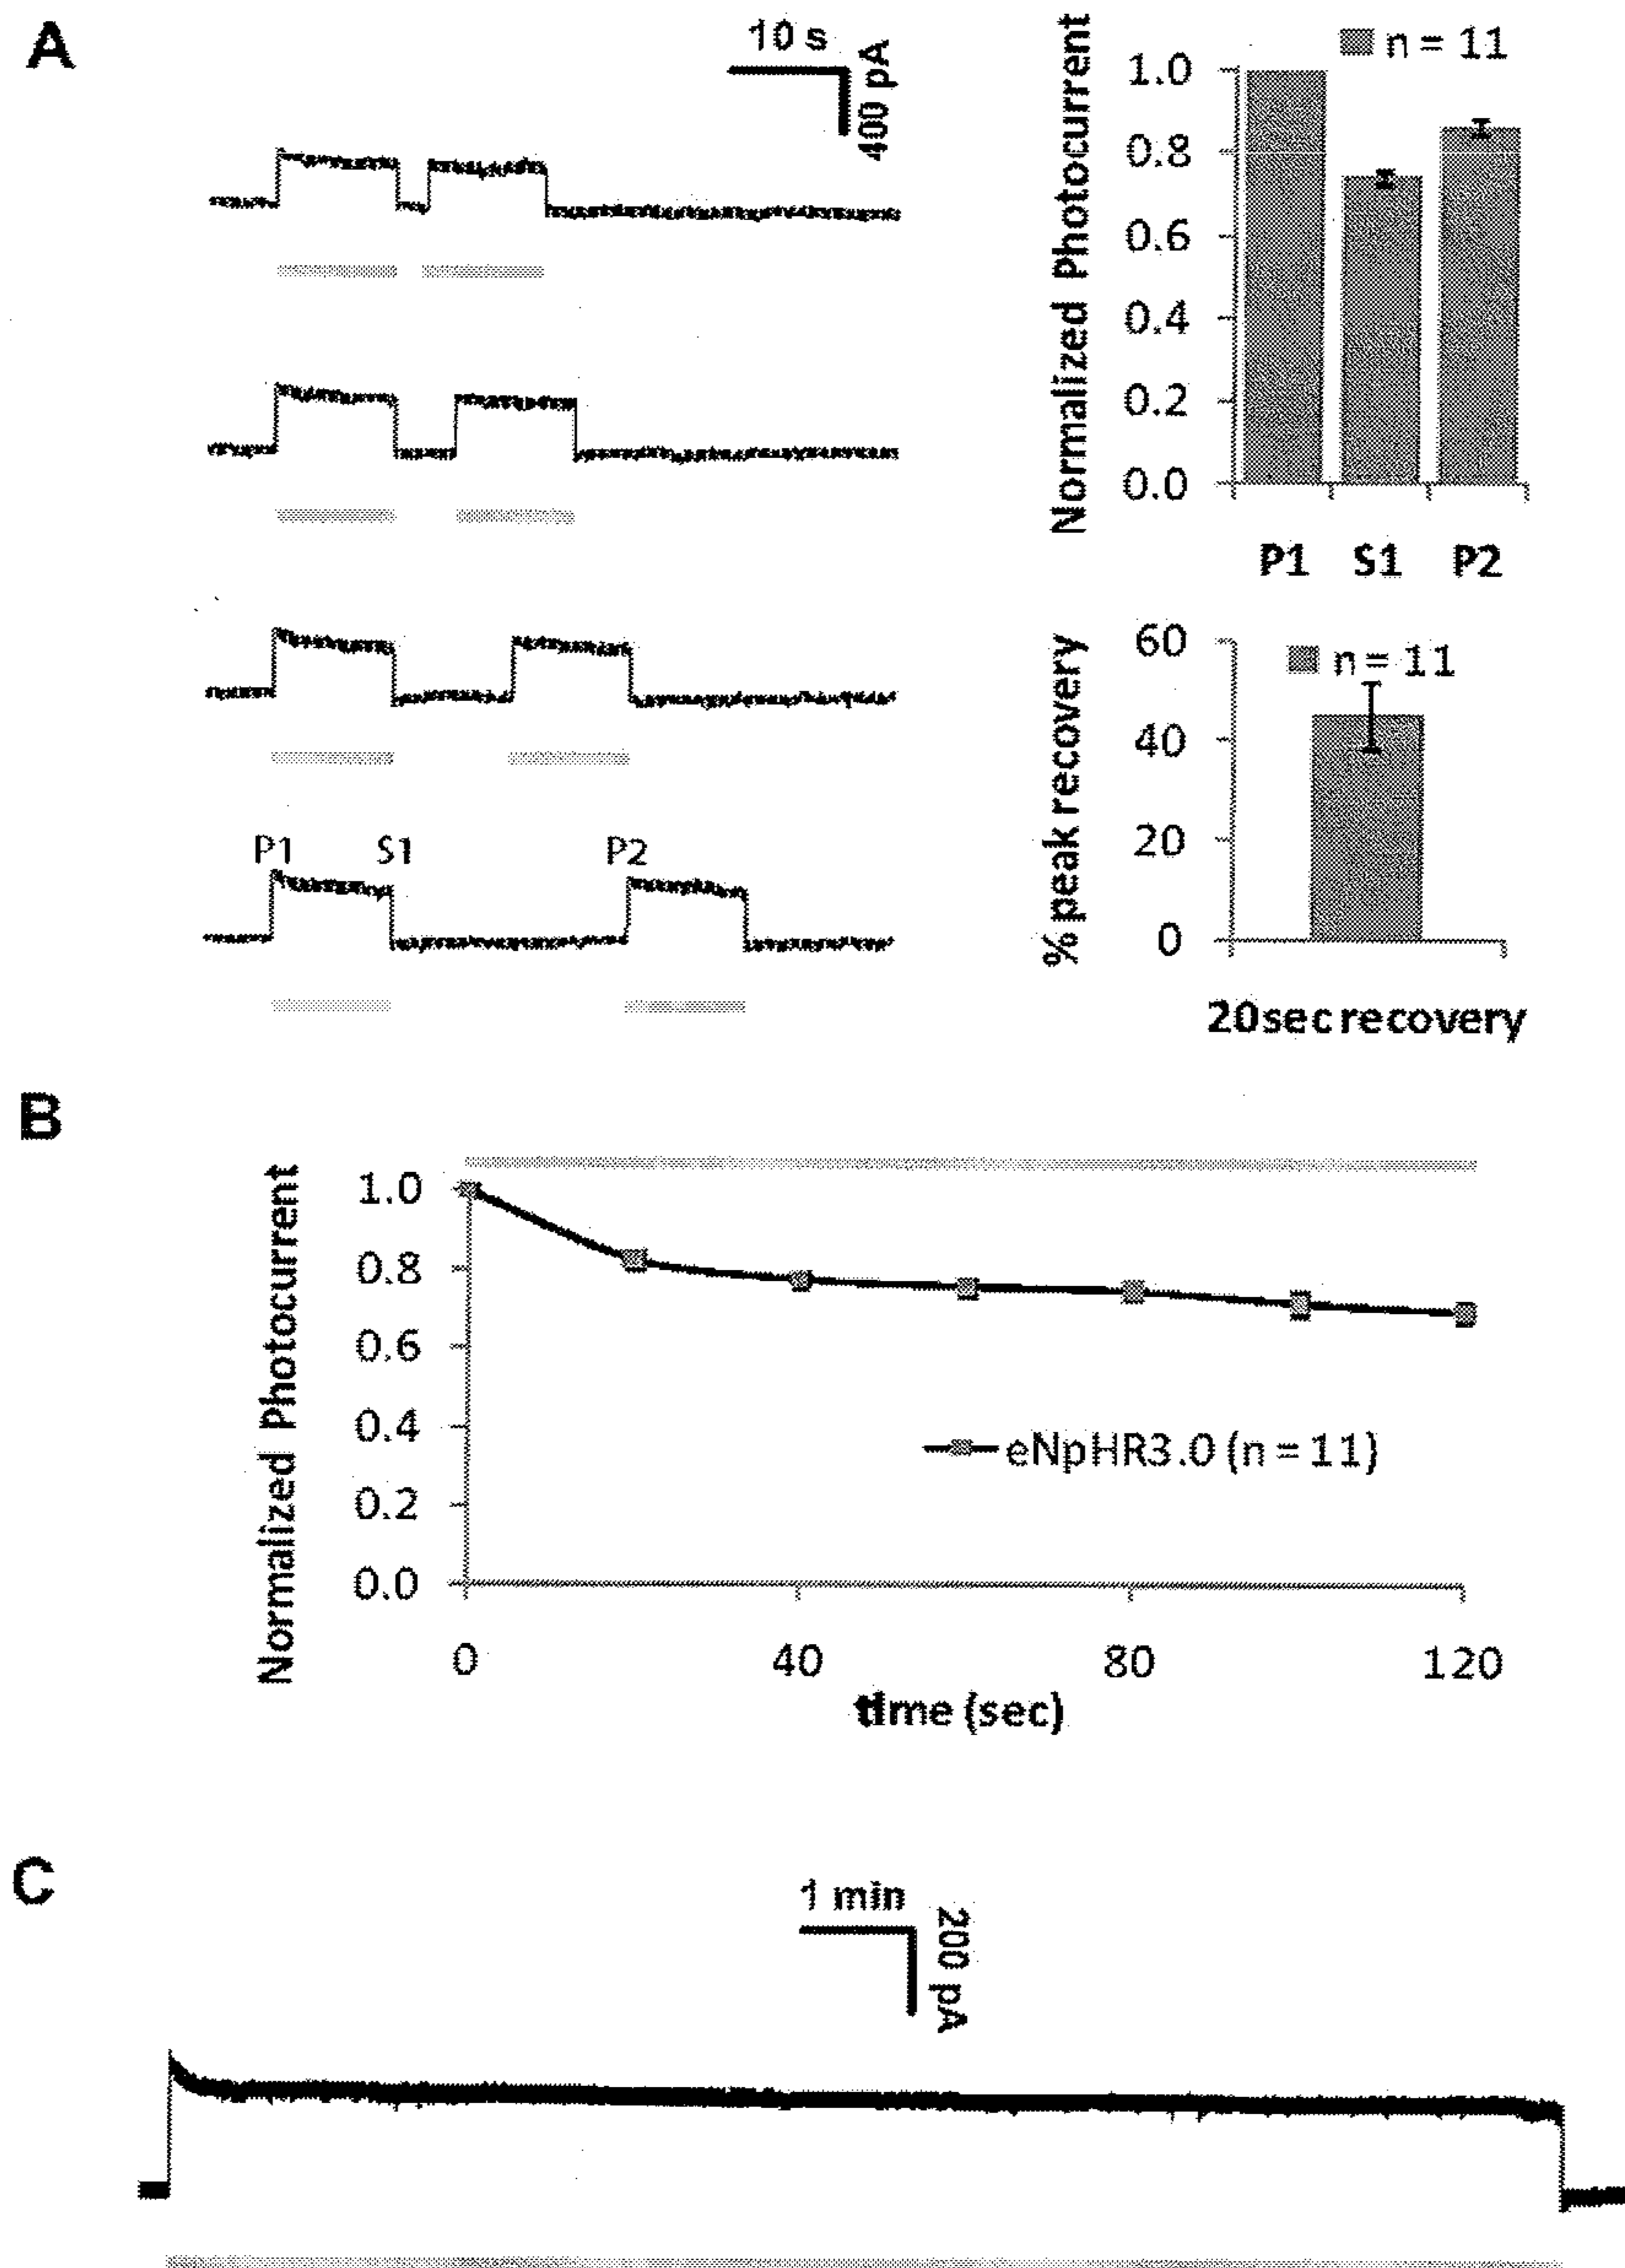 A
10 s
400 pA
P1 S1 P2
Normalized Photocurrent
n = 11
1.0
0.8
0.6
0.4
0.2
0.0
P1 S1 P2
% peak recovery
n = 11
60
40
20
0
20sec recovery
B
Normalized Photocurrent
1.0
0.8
0.6
0.4
0.2
0.0
eNpHR3.0 (n = 11)
0 40 80 120
time (sec)
C
1 min
200 pA